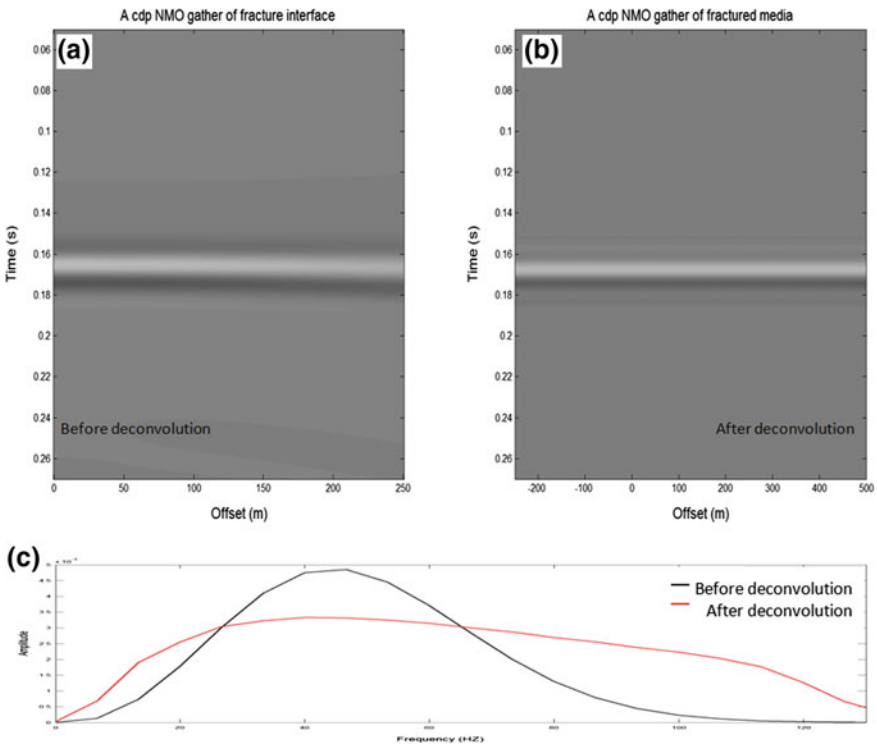 A cdp NMO gather of fracture interface
(a)
0.06
0.08
0.1
0.12
0.14
0.16
0.18
0.2
0.22
0.24
0.26
Time (s)
Before deconvolution
0 50 100 150 200 250
Offset (m)
A cdp NMO gather of fractured media
(b)
0.06
0.08
0.1
0.12
0.14
0.16
0.18
0.2
0.22
0.24
0.26
Time (s)
After deconvolution
-200 -100 0 100 200 300 400 500
Offset (m)
(c)
Before deconvolution
After deconvolution
Amplitude
0 20 40 60 80 100 120
Frequency (HZ)